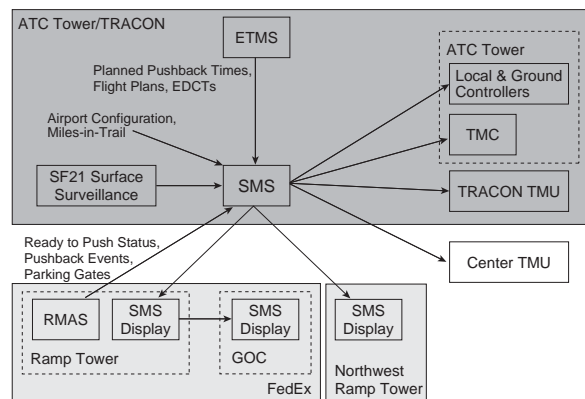 ATC Tower/TRACON
ETMS
Planned Pushback Times,
Flight Plans, EDCTs
ATC Tower
Local & Ground
Controllers
TMC
Airport Configuration,
Miles-in-Trail
SF21 Surface
Surveillance
SMS
TRACON TMU
Ready to Push Status,
Pushback Events,
Parking Gates
Center TMU
RMAS
SMS
Display
Ramp Tower
SMS
Display
GOC
FedEx
SMS
Display
Northwest
Ramp Tower